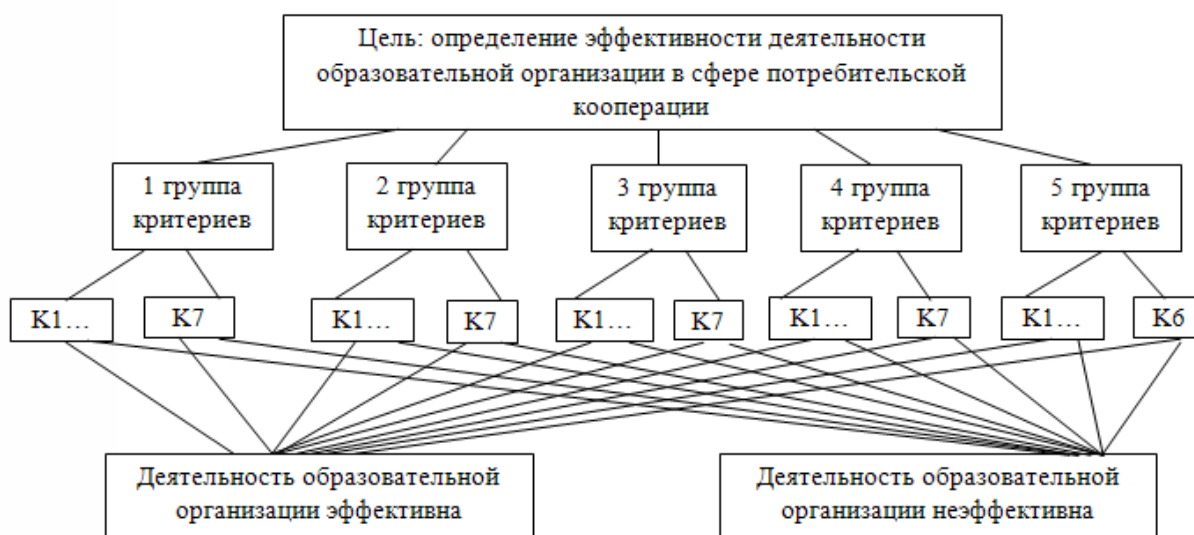 Цель: определение эффективности деятельности
образовательной организации в сфере потребительской
кооперации
1 группа
критериев
2 группа
критериев
3 группа
критериев
4 группа
критериев
5 группа
критериев
К1…
К7
К1…
К7
К1…
К7
К1…
К7
К1…
К6
Деятельность образовательной
организации эффективна
Деятельность образовательной
организации неэффективна